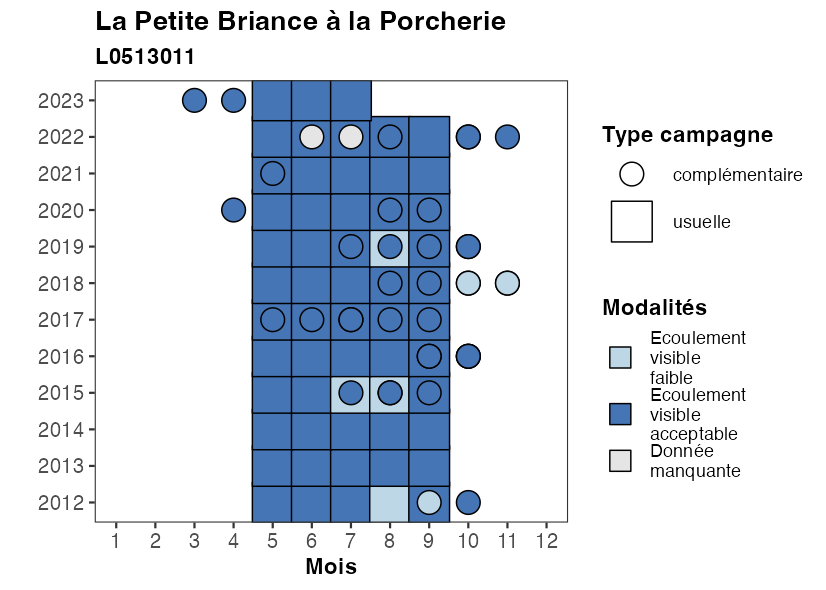 La Petite Briance à la Porcherie
L0513011
2023
2022
2021
2020
2019
2018
2017
2016
2015
2014
2013
2012
1 2 3 4 5 6 7 8 9 10 11 12
Mois
Type campagne
complémentaire
usuelle
Modalités
Ecoulement
visible
faible
Ecoulement
visible
acceptable
Donnée
manquante